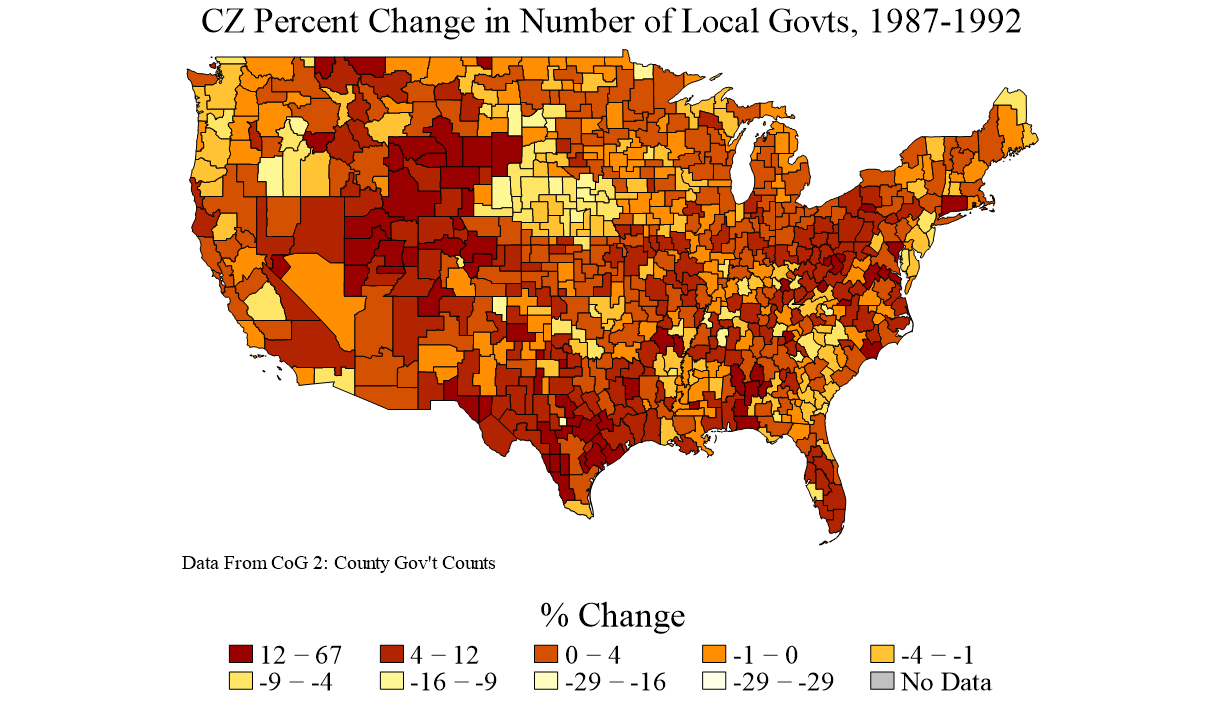 CZ Percent Change in Number of Local Govts, 1987-1992
Data From CoG 2: County Gov't Counts
% Change
12 − 67 4 − 12 0 − 4 -1 − 0 -4 − -1
-9 − -4 -16 − -9 -29 − -16 -29 − -29 No Data